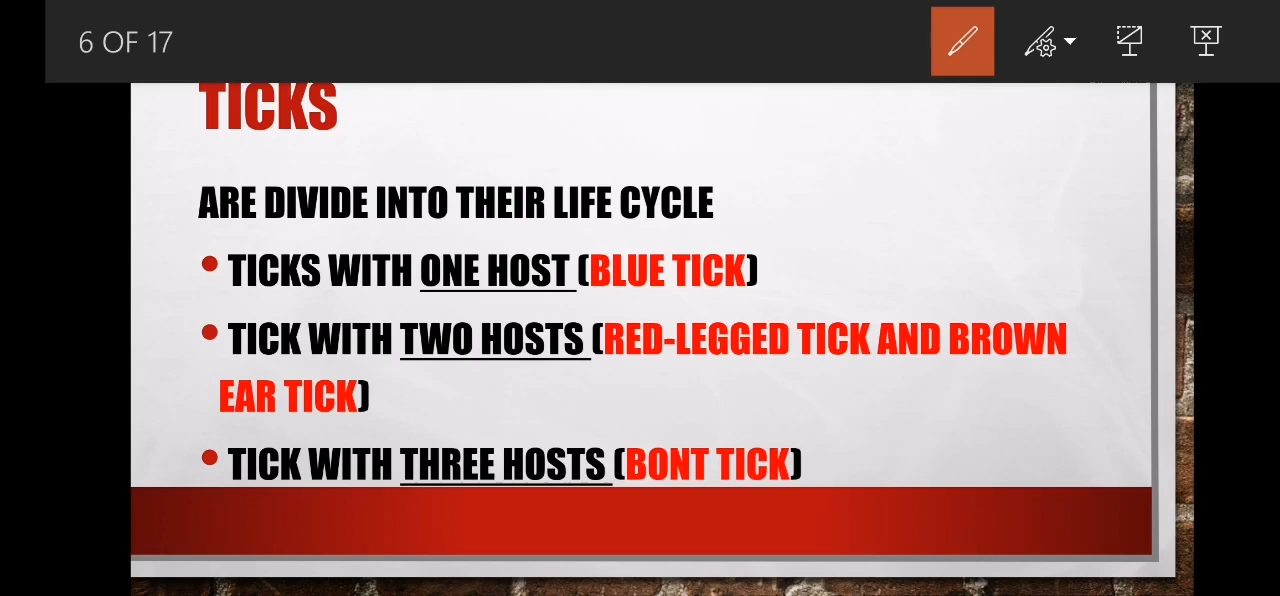 6 OF 17
TICKS
ARE DIVIDE INTO THEIR LIFE CYCLE
• TICKS WITH ONE HOST (BLUE TICK)
• TICK WITH TWO HOSTS (RED-LEGGED TICK AND BROWN
EAR TICK)
• TICK WITH THREE HOSTS (BONT TICK)